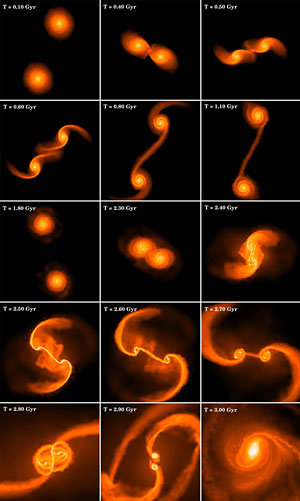 T = 0.10 Gyr
T = 0.40 Gyr
T = 0.50 Gyr
T = 0.60 Gyr
T = 0.80 Gyr
T = 1.10 Gyr
T = 1.80 Gyr
T = 2.30 Gyr
T = 2.40 Gyr
T = 2.50 Gyr
T = 2.60 Gyr
T = 2.70 Gyr
T = 2.80 Gyr
T = 2.90 Gyr
T = 3.00 Gyr